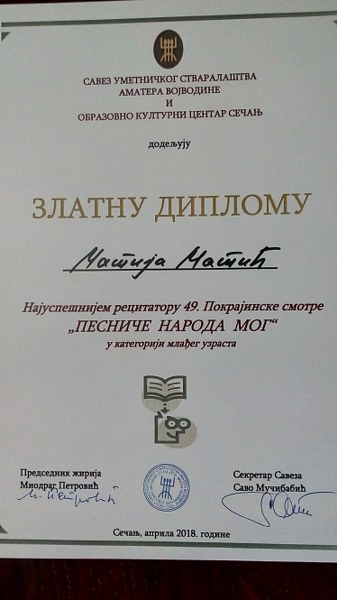 САВЕЗ УМЕТНИЧКОГ СТВАРАЛАШТВА
АМАТЕРА ВОЈВОДИНЕ
И
ОБРАЗОВНО КУЛТУРНИ ЦЕНТАР СЕЧАЊ
додељују
ЗЛАТНУ ДИПЛОМУ
Матија Матић
Најуспешнијем рецитатору 49. Покрајинске смотре
„ПЕСНИЧЕ НАРОДА МОГ“
у категорији млађег узраста
Председник жирија
Миодраг Петровић
Секретар Савеза
Саво Мучибабић
Сечањ, априла 2018. године